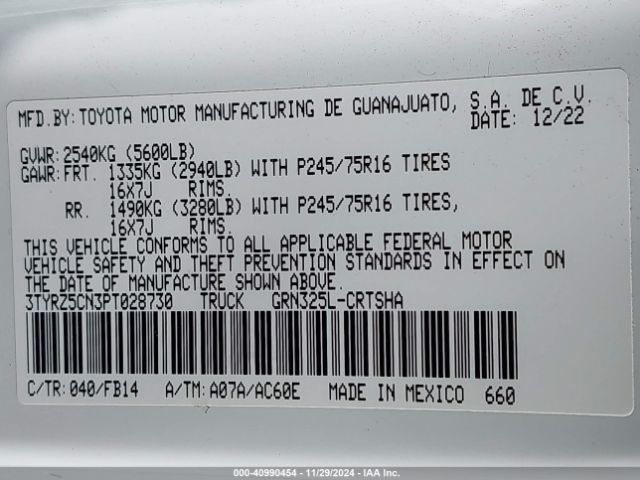 MFD.BY: TOYOTA MOTOR MANUFACTURING DE GUANAJUATO, S.A. DE C.V.
DATE: 12/22
GVWR: 2540KG (5600LB)
GAWR: FRT. 1335KG (2940LB) WITH P245/75R16 TIRES
16X7J RIMS.
RR. 1490KG (3280LB) WITH P245/75R16 TIRES,
16X7J RIMS.
THIS VEHICLE CONFORMS TO ALL APPLICABLE FEDERAL MOTOR
VEHICLE SAFETY AND THEFT PREVENTION STANDARDS IN EFFECT ON
THE DATE OF MANUFACTURE SHOWN ABOVE.
3TYRZ5CN3PT028730 TRUCK GRN325L-CRTSHA
C/TR: 040/FB14 A/TM: A07A/AC60E MADE IN MEXICO 660
000-40990454 - 11/29/2024 - IAA Inc.